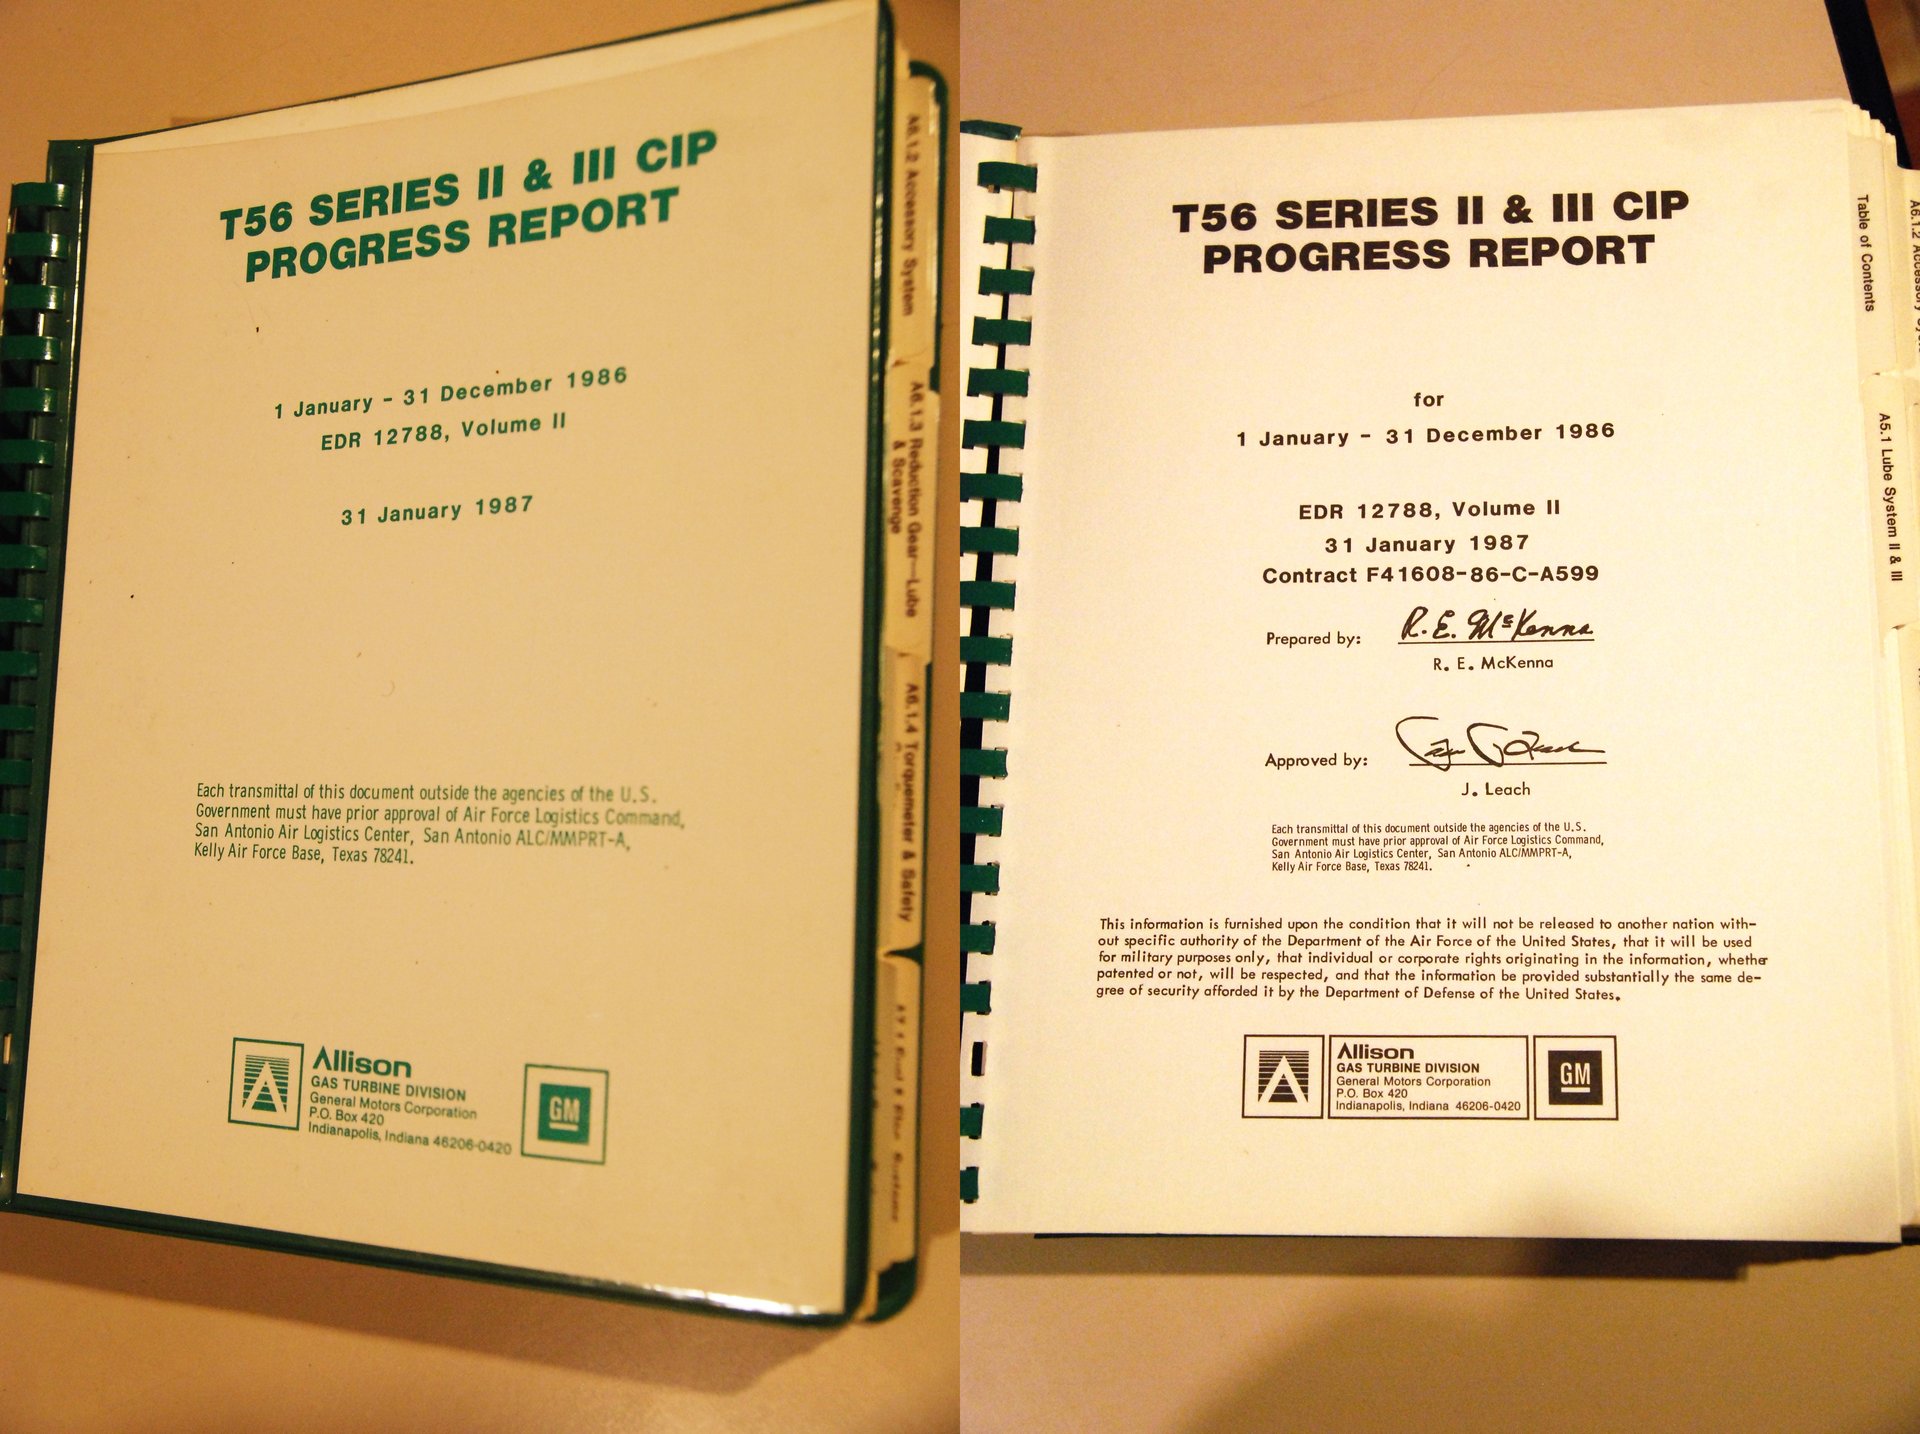 T56 SERIES II & III CIP
PROGRESS REPORT
1 January - 31 December 1986
EDR 12788, Volume II
31 January 1987
Each transmittal of this document outside the agencies of the U.S.
Government must have prior approval of Air Force Logistics Command,
San Antonio Air Logistics Center, San Antonio ALC/MMPRT-A,
Kelly Air Force Base, Texas 78241.
Allison
GAS TURBINE DIVISION
General Motors Corporation
P.O. Box 420
Indianapolis, Indiana 46206-0420
GM
A6.1.2 Accessory System
A6.1.3 Reduction Gear—Lube
& Scavenge
A6.1.4 Torquemeter & Safety
T56 SERIES II & III CIP
PROGRESS REPORT
for
1 January - 31 December 1986
EDR 12788, Volume II
31 January 1987
Contract F41608-86-C-A599
Prepared by: R. E. McKenna
R. E. McKenna
Approved by:
J. Leach
Each transmittal of this document outside the agencies of the U.S.
Government must have prior approval of Air Force Logistics Command,
San Antonio Air Logistics Center, San Antonio ALC/MMPRT-A,
Kelly Air Force Base, Texas 78241.
This information is furnished upon the condition that it will not be released to another nation with-
out specific authority of the Department of the Air Force of the United States, that it will be used
for military purposes only, that individual or corporate rights originating in the information, whether
patented or not, will be respected, and that the information be provided substantially the same de-
gree of security afforded it by the Department of Defense of the United States.
Allison
GAS TURBINE DIVISION
General Motors Corporation
P.O. Box 420
Indianapolis, Indiana 46206-0420
GM
Table of Contents
A5.1 Lube System II & III
A6.1.2 Accessory